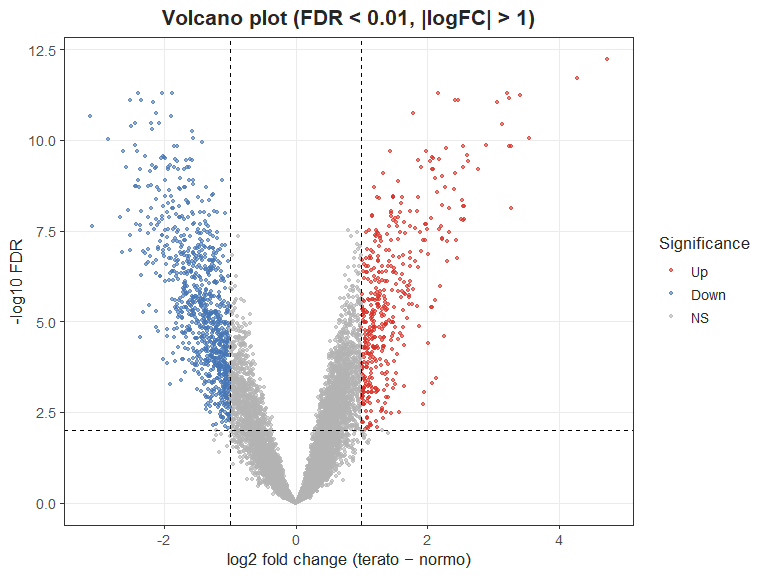 Volcano plot (FDR < 0.01, |logFC| > 1)
12.5
10.0
7.5
5.0
2.5
0.0
-log10 FDR
-2
0
2
4
log2 fold change (terato − normo)
Significance
Up
Down
NS